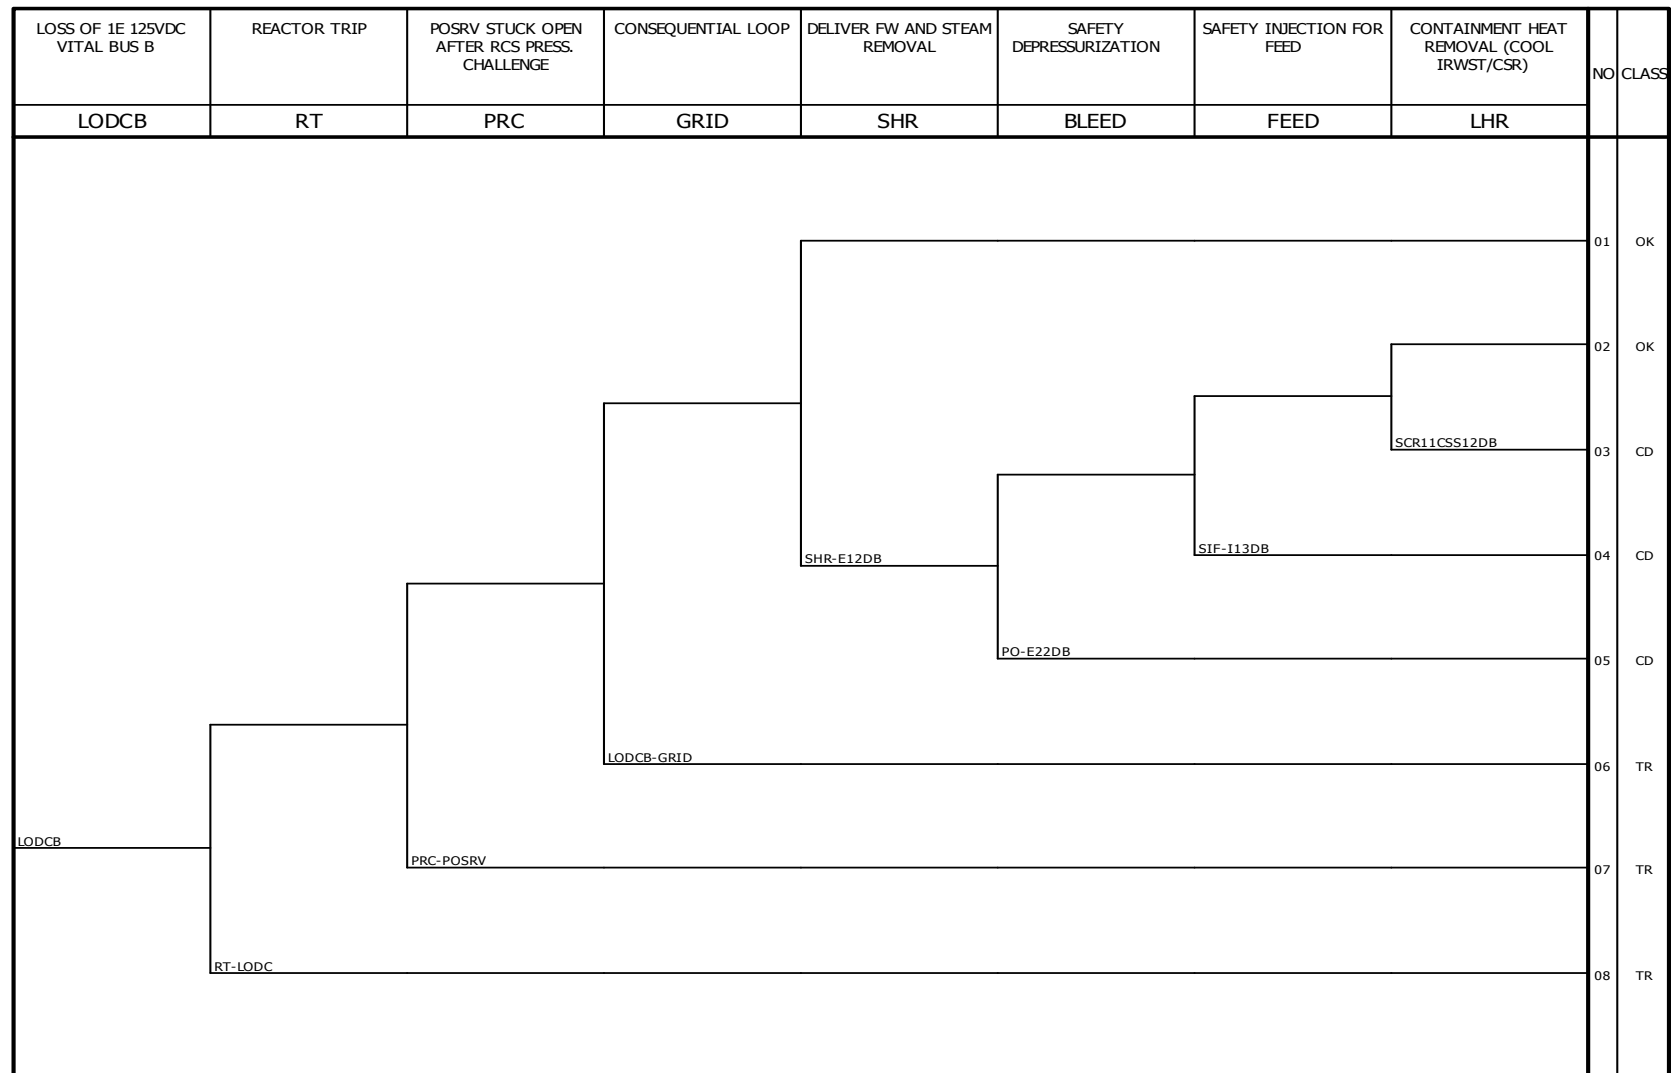 LOSS OF 1E 125VDC
VITAL BUS B
REACTOR TRIP
POSRV STUCK OPEN
AFTER RCS PRESS.
CHALLENGE
CONSEQUENTIAL LOOP
DELIVER FW AND STEAM
REMOVAL
SAFETY
DEPRESSURIZATION
SAFETY INJECTION FOR
FEED
CONTAINMENT HEAT
REMOVAL (COOL
IRWST/CSR)
NO
CLASS
LODCB
RT
PRC
GRID
SHR
BLEED
FEED
LHR
01
OK
02
OK
SCR11CSS12DB
03
CD
SIF-I13DB
04
CD
SHR-E12DB
PO-E22DB
05
CD
LODCB-GRID
06
TR
LODCB
PRC-POSRV
07
TR
RT-LODC
08
TR